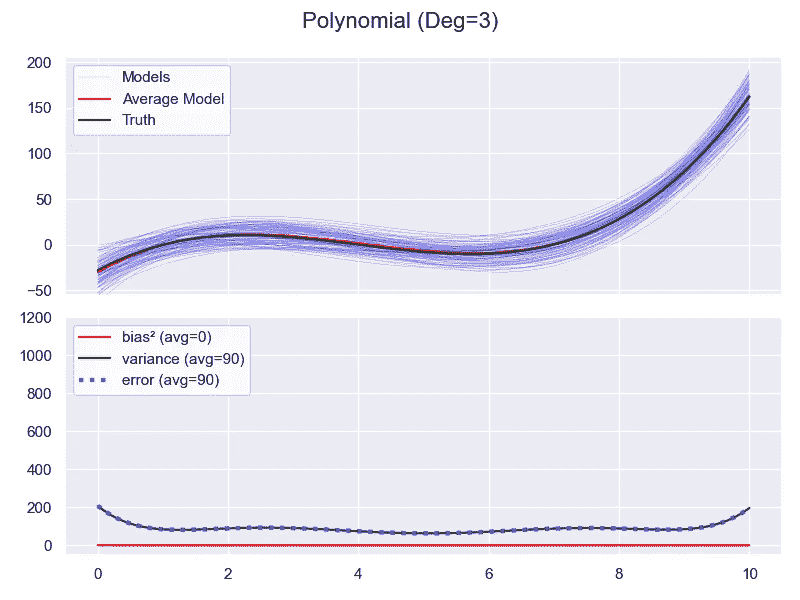 Polynomial (Deg=3)
200
150
100
50
0
−50
Models
Average Model
Truth
1200
1000
800
600
400
200
0
bias² (avg=0)
variance (avg=90)
error (avg=90)
0 2 4 6 8 10